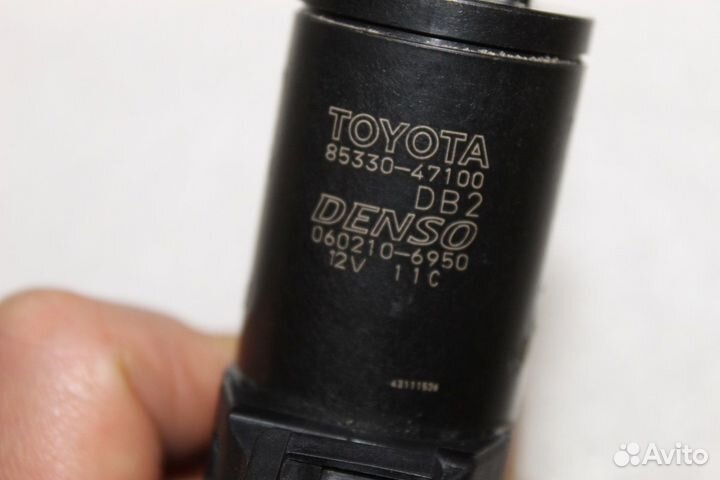 TOYOTA
85330-47100
DB2
DENSO
060210-6950
12V 11C
Avito